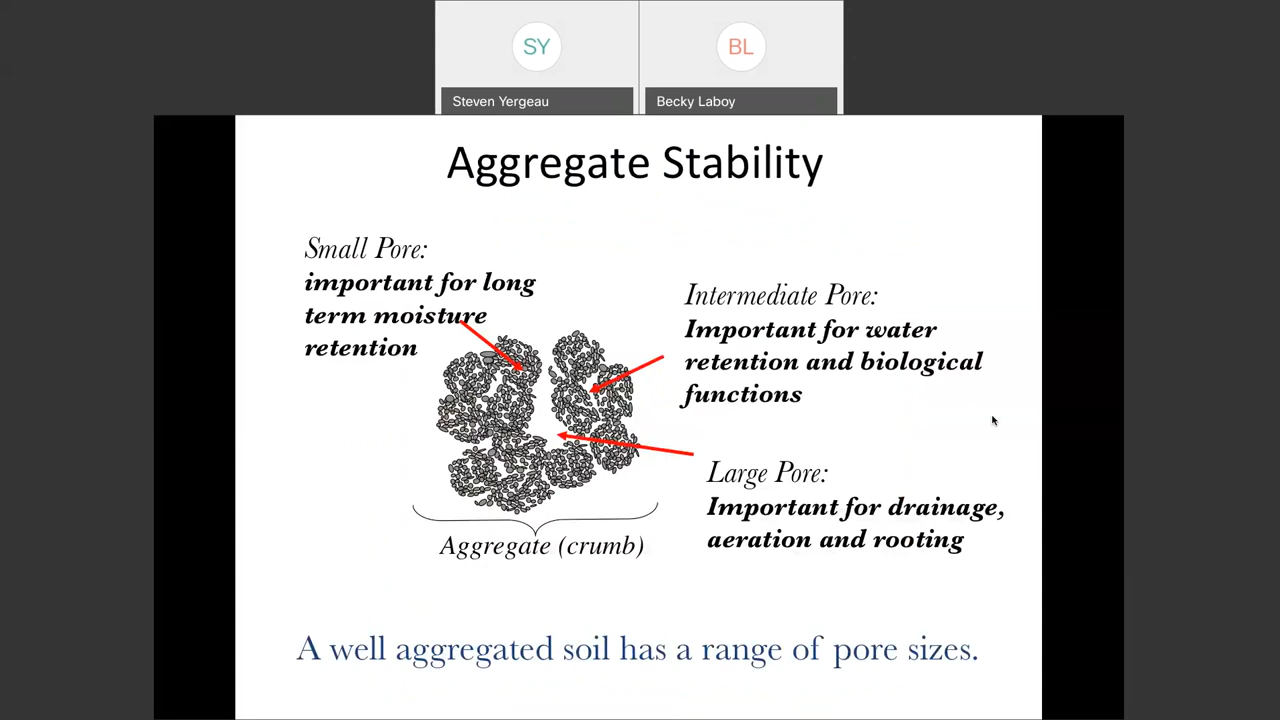 SY
BL
Steven Yergeau
Becky Laboy
Aggregate Stability
Small Pore:
important for long
term moisture
retention
Intermediate Pore:
Important for water
retention and biological
functions
Large Pore:
Important for drainage,
aeration and rooting
Aggregate (crumb)
A well aggregated soil has a range of pore sizes.